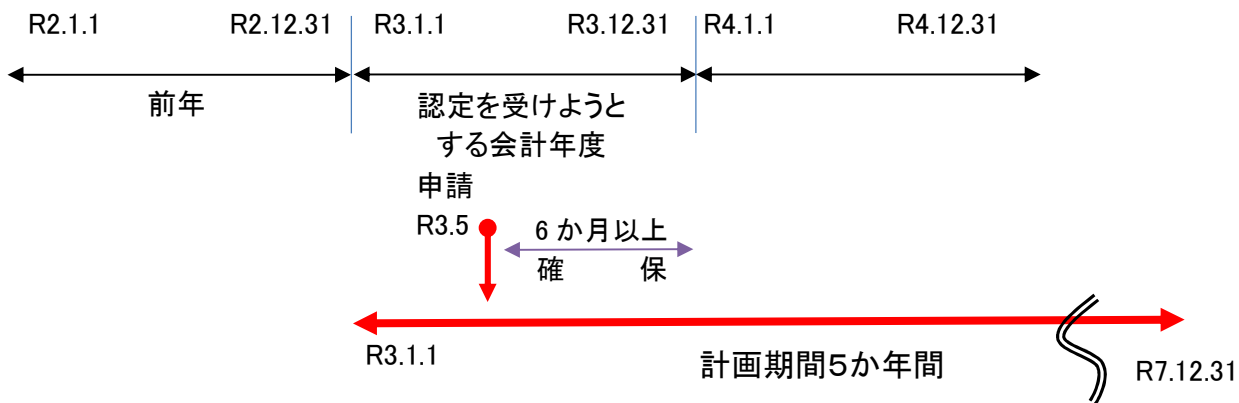 R2.1.1 R2.12.31 R3.1.1 R3.12.31 R4.1.1 R4.12.31
前年
認定を受けようと
する会計年度
申請
R3.5
6か月以上
確 保
R3.1.1
計画期間5か年間
R7.12.31